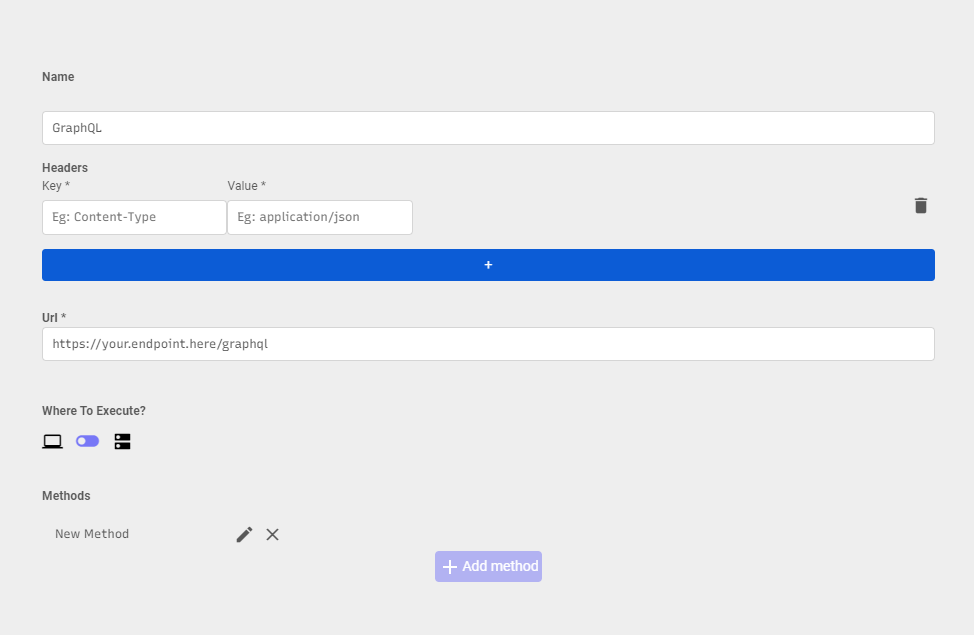 Name
GraphQL
Headers
Key * Value *
Eg: Content-Type Eg: application/json
+
Url *
https://your.endpoint.here/graphql
Where To Execute?
Methods
New Method
+ Add method